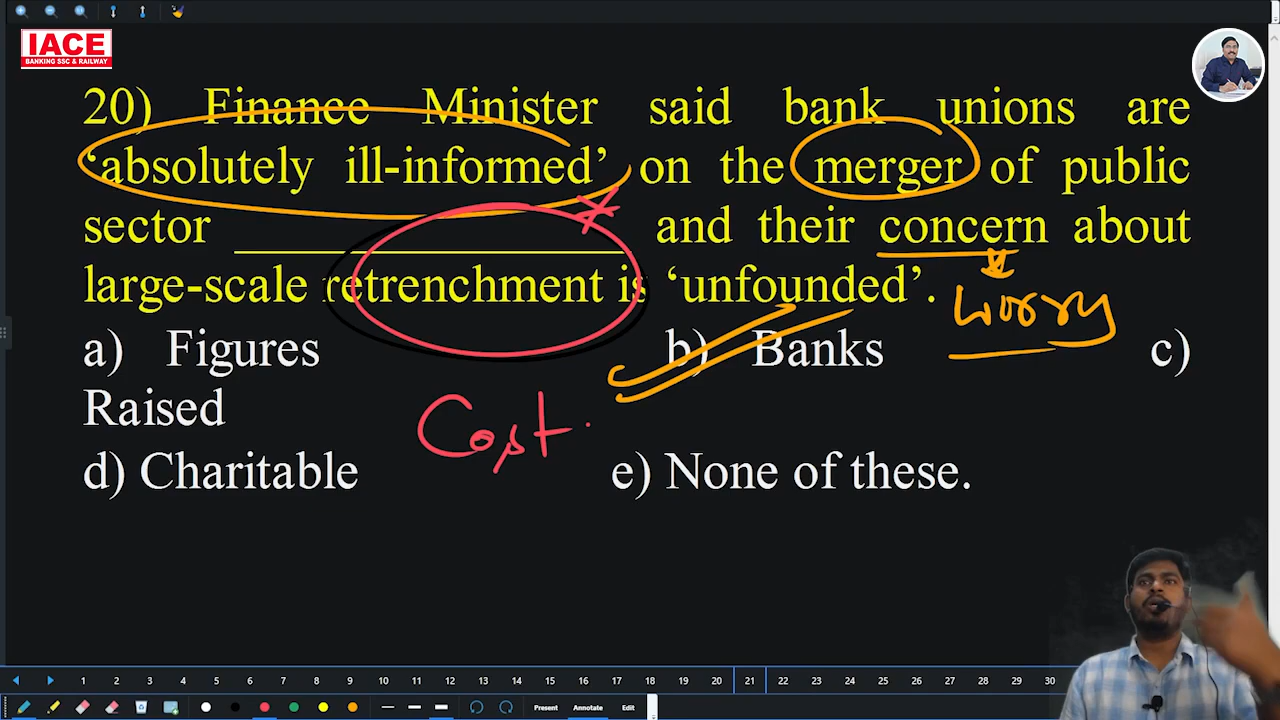 IACE
BANKING SSC & RAILWAY
20) Finance Minister said bank unions are
‘absolutely ill-informed’ on the merger of public
sector ________________ and their concern about
large-scale retrenchment is ‘unfounded’.
worry
a) Figures b) Banks c)
Raised
Cost.
d) Charitable e) None of these.
1 2 3 4 5 6 7 8 9 10 11 12 13 14 15 16 17 18 19 20 21 22 23 24 25 26 27 28 29 30
Present Annotate Edit